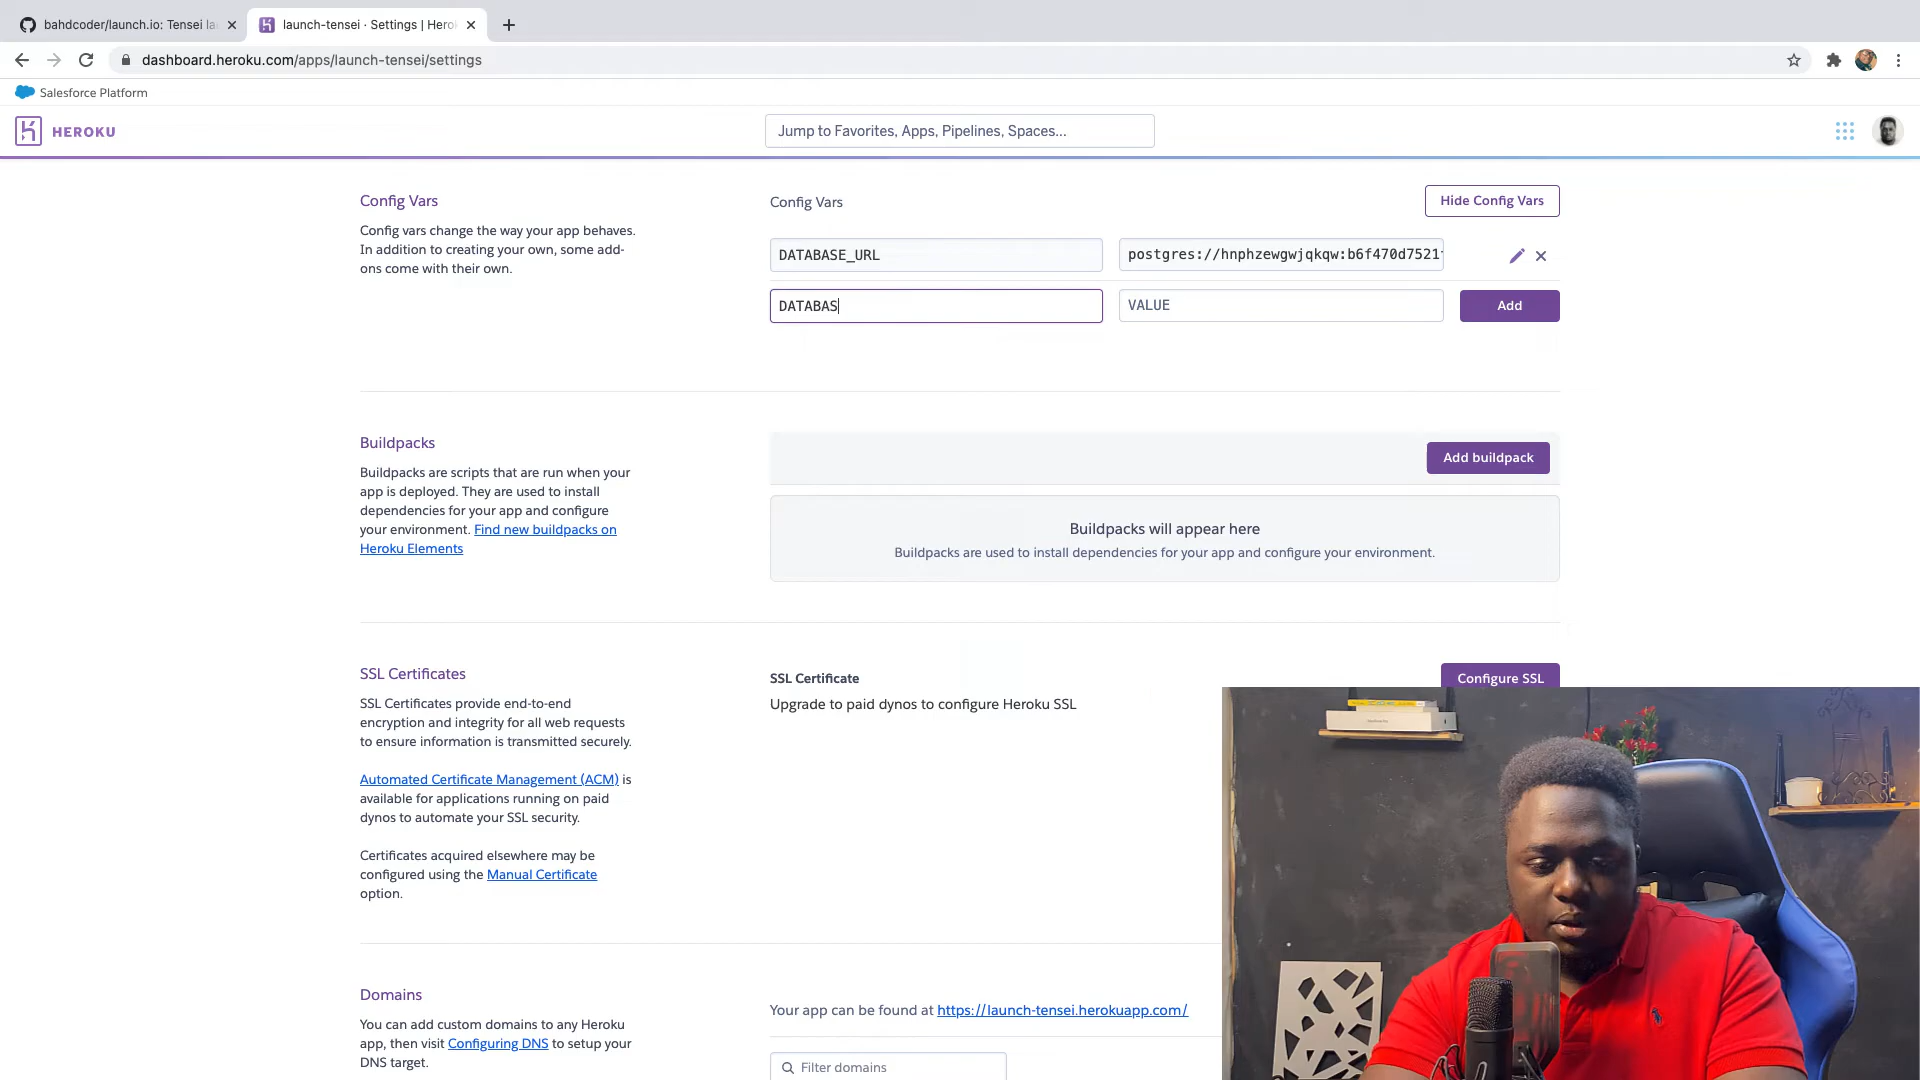 bahdcoder/launch.io: Tensei la
launch-tensei · Settings | Hero
dashboard.heroku.com/apps/launch-tensei/settings
Salesforce Platform
HEROKU
Jump to Favorites, Apps, Pipelines, Spaces...
Config Vars
Config vars change the way your app behaves.
In addition to creating your own, some add-
ons come with their own.
Config Vars
Hide Config Vars
DATABASE_URL
postgres://hnphzewgwjqkqw:b6f470d7521
DATABAS
VALUE
Add
Buildpacks
Buildpacks are scripts that are run when your
app is deployed. They are used to install
dependencies for your app and configure
your environment. Find new buildpacks on
Heroku Elements
Add buildpack
Buildpacks will appear here
Buildpacks are used to install dependencies for your app and configure your environment.
SSL Certificates
SSL Certificates provide end-to-end
encryption and integrity for all web requests
to ensure information is transmitted securely.
Automated Certificate Management (ACM) is
available for applications running on paid
dynos to automate your SSL security.
Certificates acquired elsewhere may be
configured using the Manual Certificate
option.
SSL Certificate
Upgrade to paid dynos to configure Heroku SSL
Configure SSL
Domains
You can add custom domains to any Heroku
app, then visit Configuring DNS to setup your
DNS target.
Your app can be found at https://launch-tensei.herokuapp.com/
Filter domains